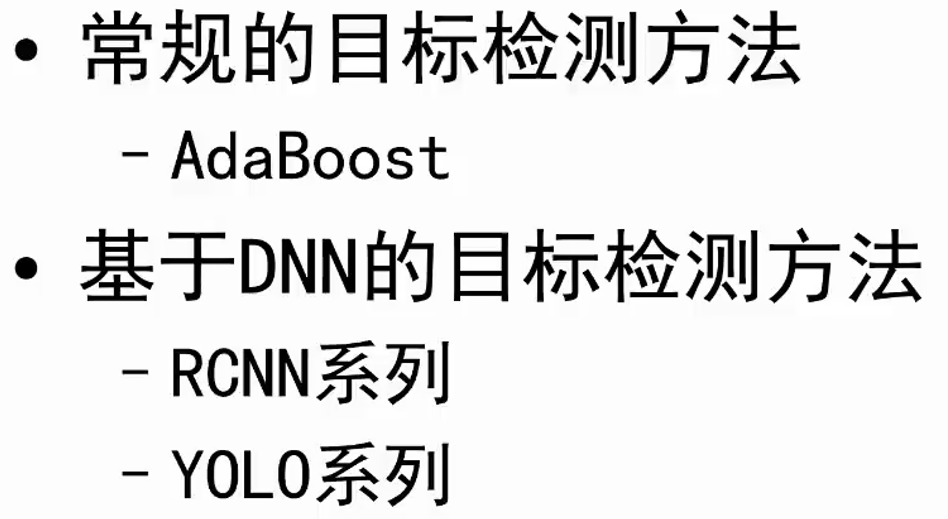 • 常规的目标检测方法
– AdaBoost
• 基于DNN的目标检测方法
– RCNN系列
– YOLO系列